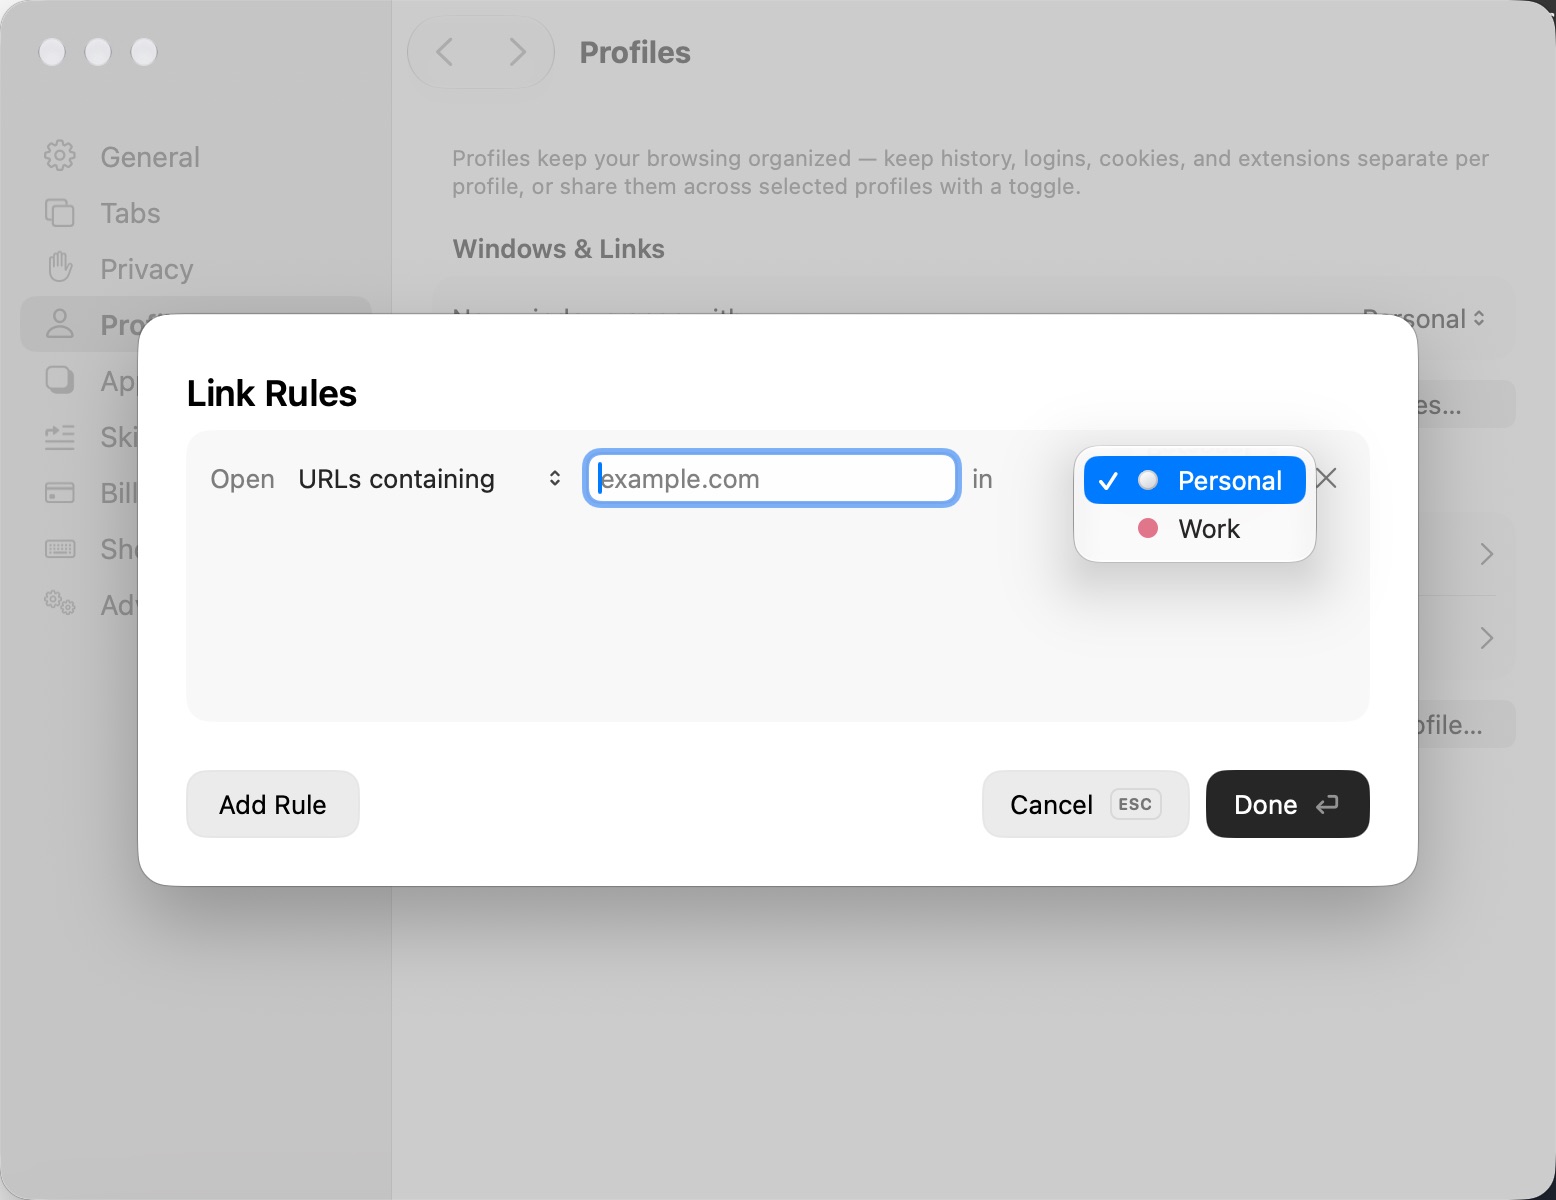 Profiles
General
Tabs
Privacy
Profiles keep your browsing organized — keep history, logins, cookies, and extensions separate per
profile, or share them across selected profiles with a toggle.
Windows & Links
Personal
Link Rules
Open URLs containing example.com in
Personal
Work
Add Rule
Cancel ESC
Done